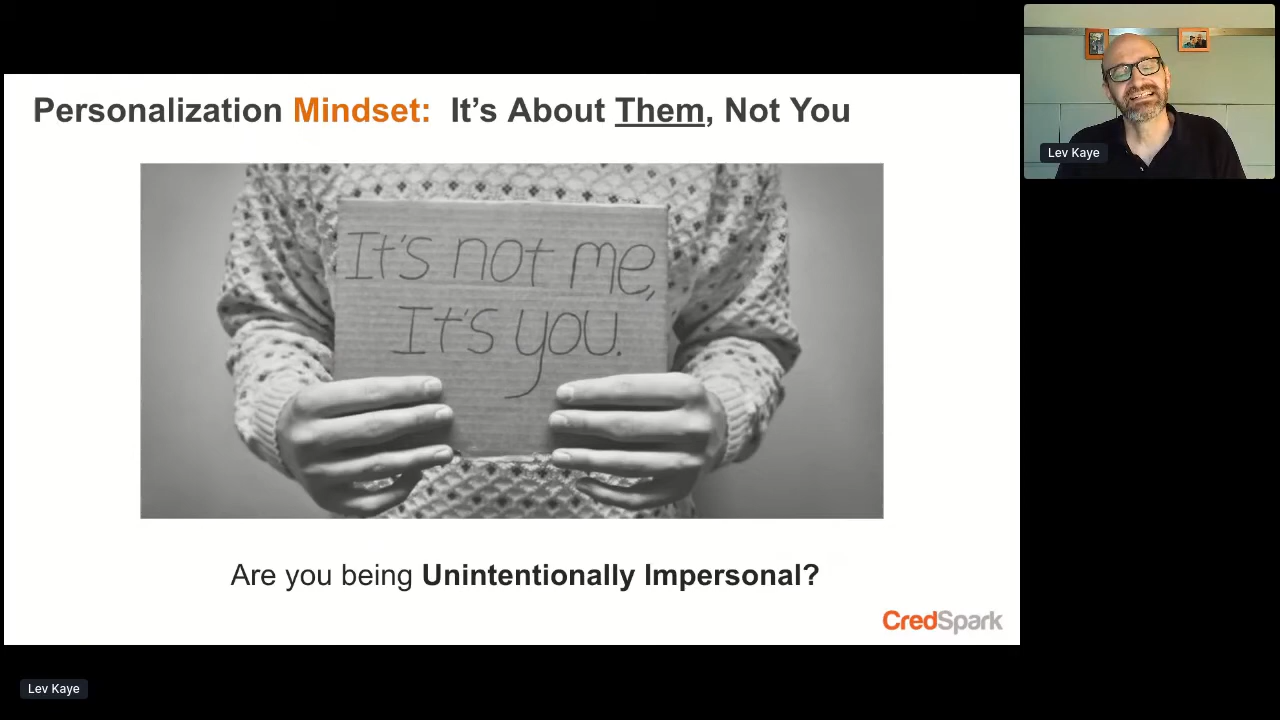 Personalization Mindset: It's About Them, Not You
It's not me,
It's you.
Are you being Unintentionally Impersonal?
CredSpark
Lev Kaye
Lev Kaye